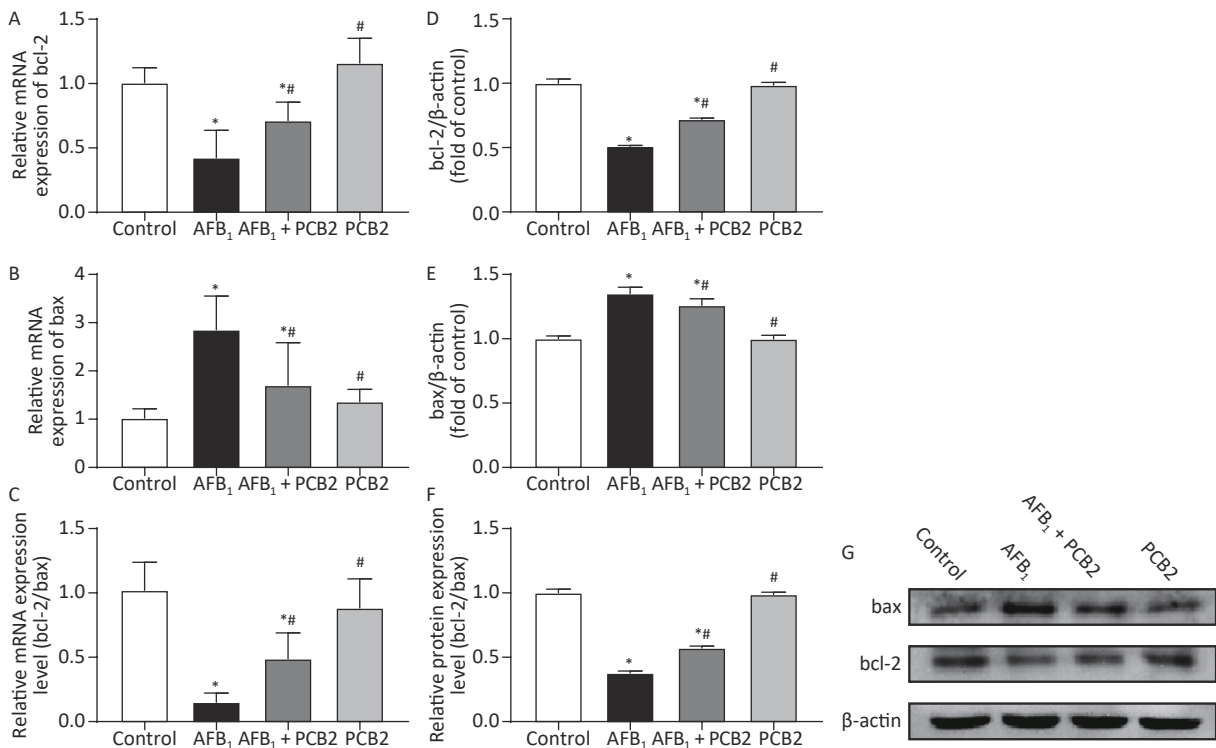 A
Relative mRNA
expression of bcl-2
1.5
1.0
0.5
0.0
*
*#
#
Control AFB₁ AFB₁ + PCB2 PCB2
B
Relative mRNA
expression of bax
4
3
2
1
0
*
*#
#
Control AFB₁ AFB₁ + PCB2 PCB2
C
Relative mRNA expression
level (bcl-2/bax)
1.5
1.0
0.5
0.0
*
*#
#
Control AFB₁ AFB₁ + PCB2 PCB2
D
bcl-2/β-actin
(fold of control)
1.5
1.0
0.5
0.0
*
*#
#
Control AFB₁ AFB₁ + PCB2 PCB2
E
bax/β-actin
(fold of control)
1.5
1.0
0.5
0.0
*
*#
#
Control AFB₁ AFB₁ + PCB2 PCB2
F
Relative protein expression
level (bcl-2/bax)
1.5
1.0
0.5
0.0
*
*#
#
Control AFB₁ AFB₁ + PCB2 PCB2
G
Control
AFB₁
AFB₁ + PCB2
PCB2
bax
bcl-2
β-actin